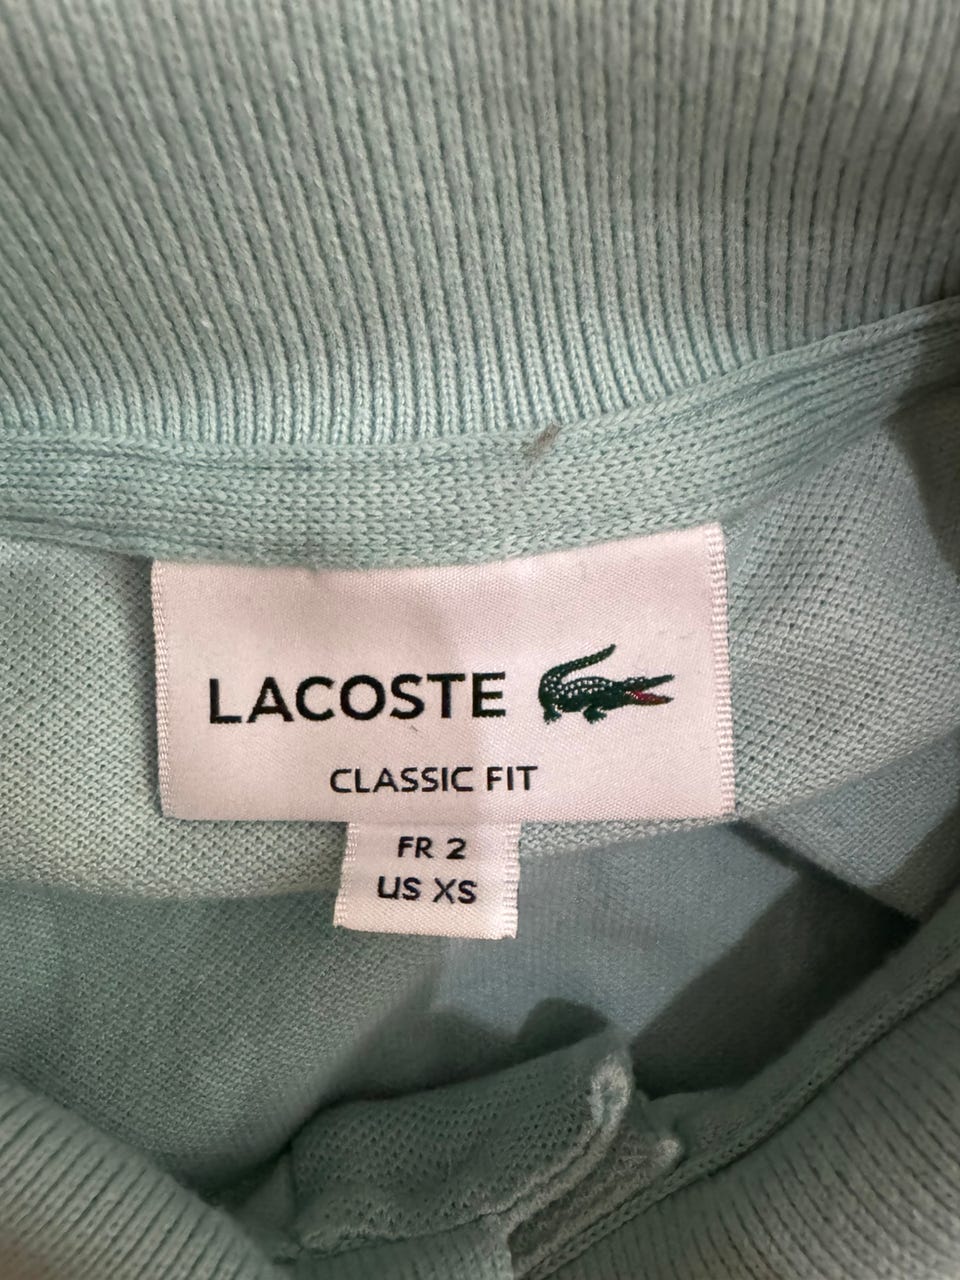 LACOSTE
CLASSIC FIT
FR 2
US XS